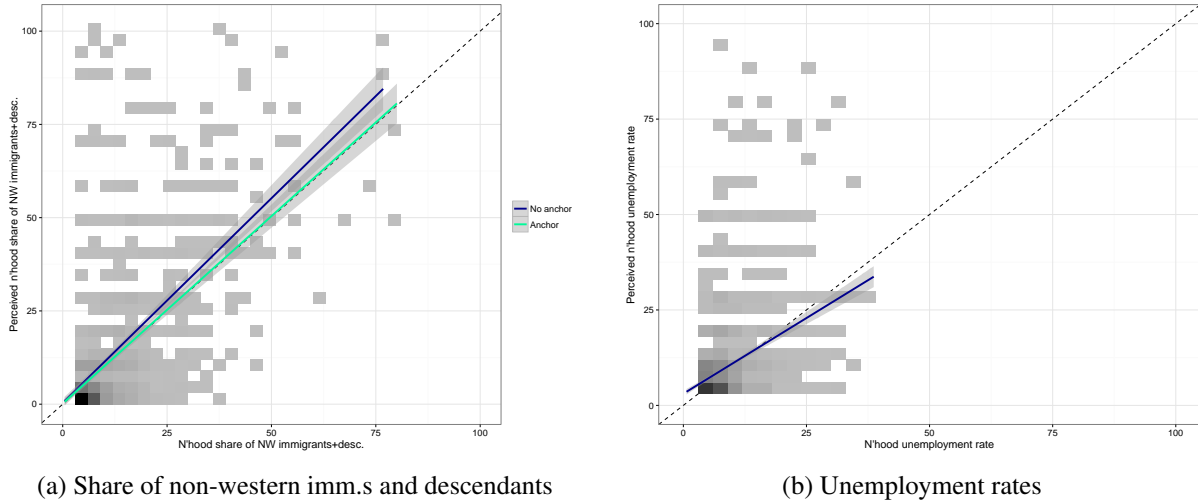 100
75
50
25
0
Perceived n'hood share of NW immigrants+desc.
0 25 50 75 100
N'hood share of NW immigrants+desc.
No anchor
Anchor
(a) Share of non-western imm.s and descendants
100
75
50
25
0
Perceived n'hood unemployment rate
0 25 50 75 100
N'hood unemployment rate
(b) Unemployment rates